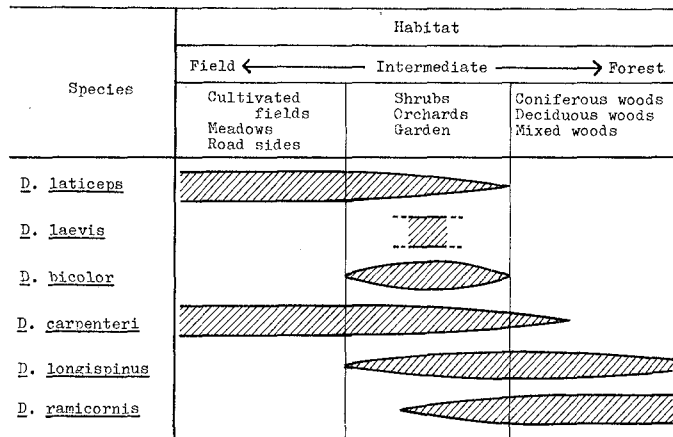 Habitat
Species
Field Intermediate Forest
Cultivated fields
Meadows
Road sides
Shrubs
Orchards
Garden
Coniferous woods
Deciduous woods
Mixed woods
D. laticeps
D. laevis
D. bicolor
D. carpenteri
D. longispinus
D. ramicornis